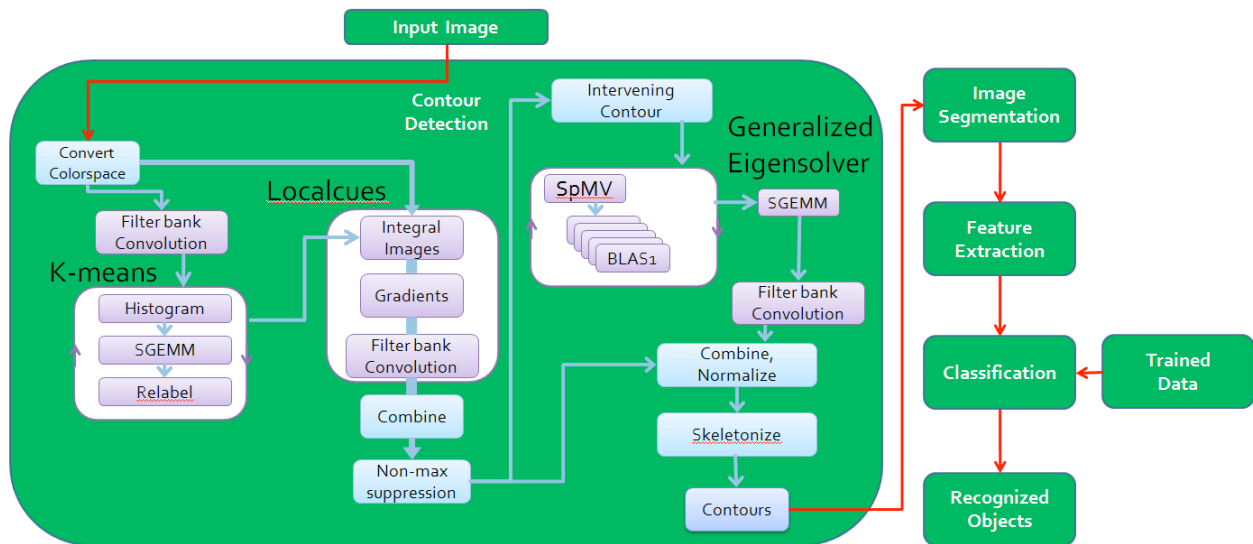 Input Image
Contour
Detection
Convert
Colorspace
Filter bank
Convolution
K-means
Histogram
SGEMM
Relabel
Localcues
Integral
Images
Gradients
Filter bank
Convolution
Combine
Non-max
suppression
Intervening
Contour
Generalized
Eigensolver
SpMV
BLAS1
SGEMM
Filter bank
Convolution
Combine,
Normalize
Skeletonize
Contours
Image
Segmentation
Feature
Extraction
Classification
Trained
Data
Recognized
Objects